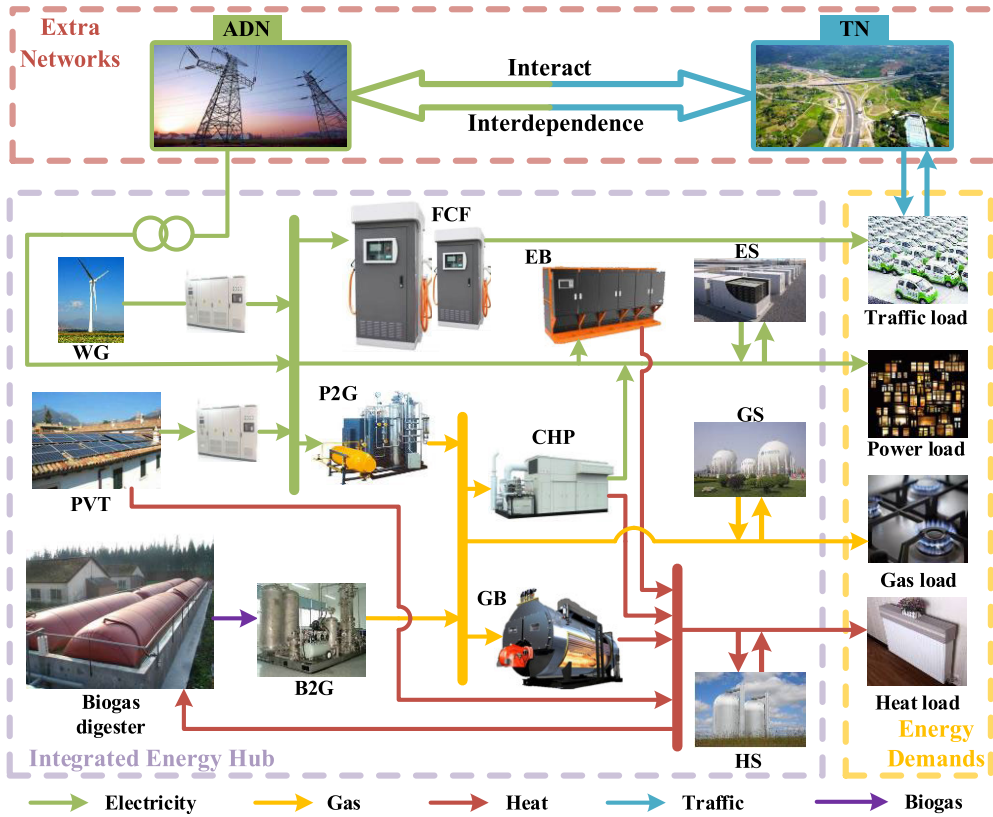 Extra
Networks
ADN
TN
Interact
Interdependence
FCF
EB
ES
WG
Traffic load
P2G
CHP
GS
Power load
PVT
Gas load
GB
B2G
Biogas
digester
Heat load
HS
Integrated Energy Hub
Energy
Demands
Electricity
Gas
Heat
Traffic
Biogas